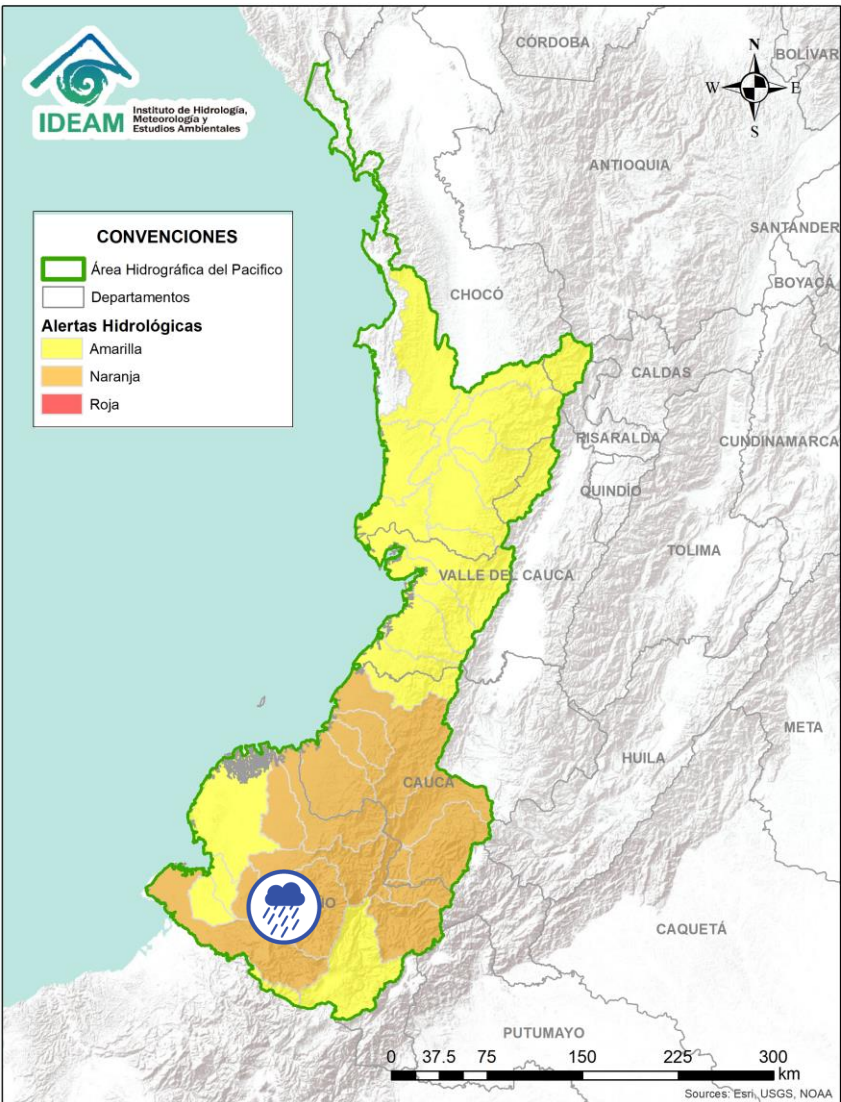 IDEAM
Instituto de Hidrología,
Meteorología y
Estudios Ambientales
CÓRDOBA
BOLÍVAR
N
W
E
S
ANTIOQUIA
SANTANDER
CONVENCIONES
Área Hidrográfica del Pacifico
Departamentos
Alertas Hidrológicas
Amarilla
Naranja
Roja
BOYACÁ
CHOCÓ
CALDAS
RISARALDA
CUNDINAMARCA
QUINDÍO
TOLIMA
VALLE DEL CAUCA
META
HUILA
CAUCA
CAQUETÁ
PUTUMAYO
0 37.5 75 150 225 300
km
Sources: Esri, USGS, NOAA